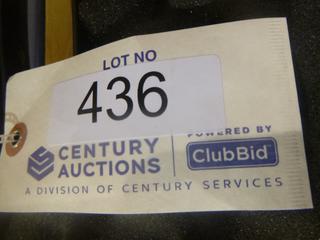 LOT NO
436
CENTURY AUCTIONS
POWERED BY
ClubBid
A DIVISION OF CENTURY SERVICES